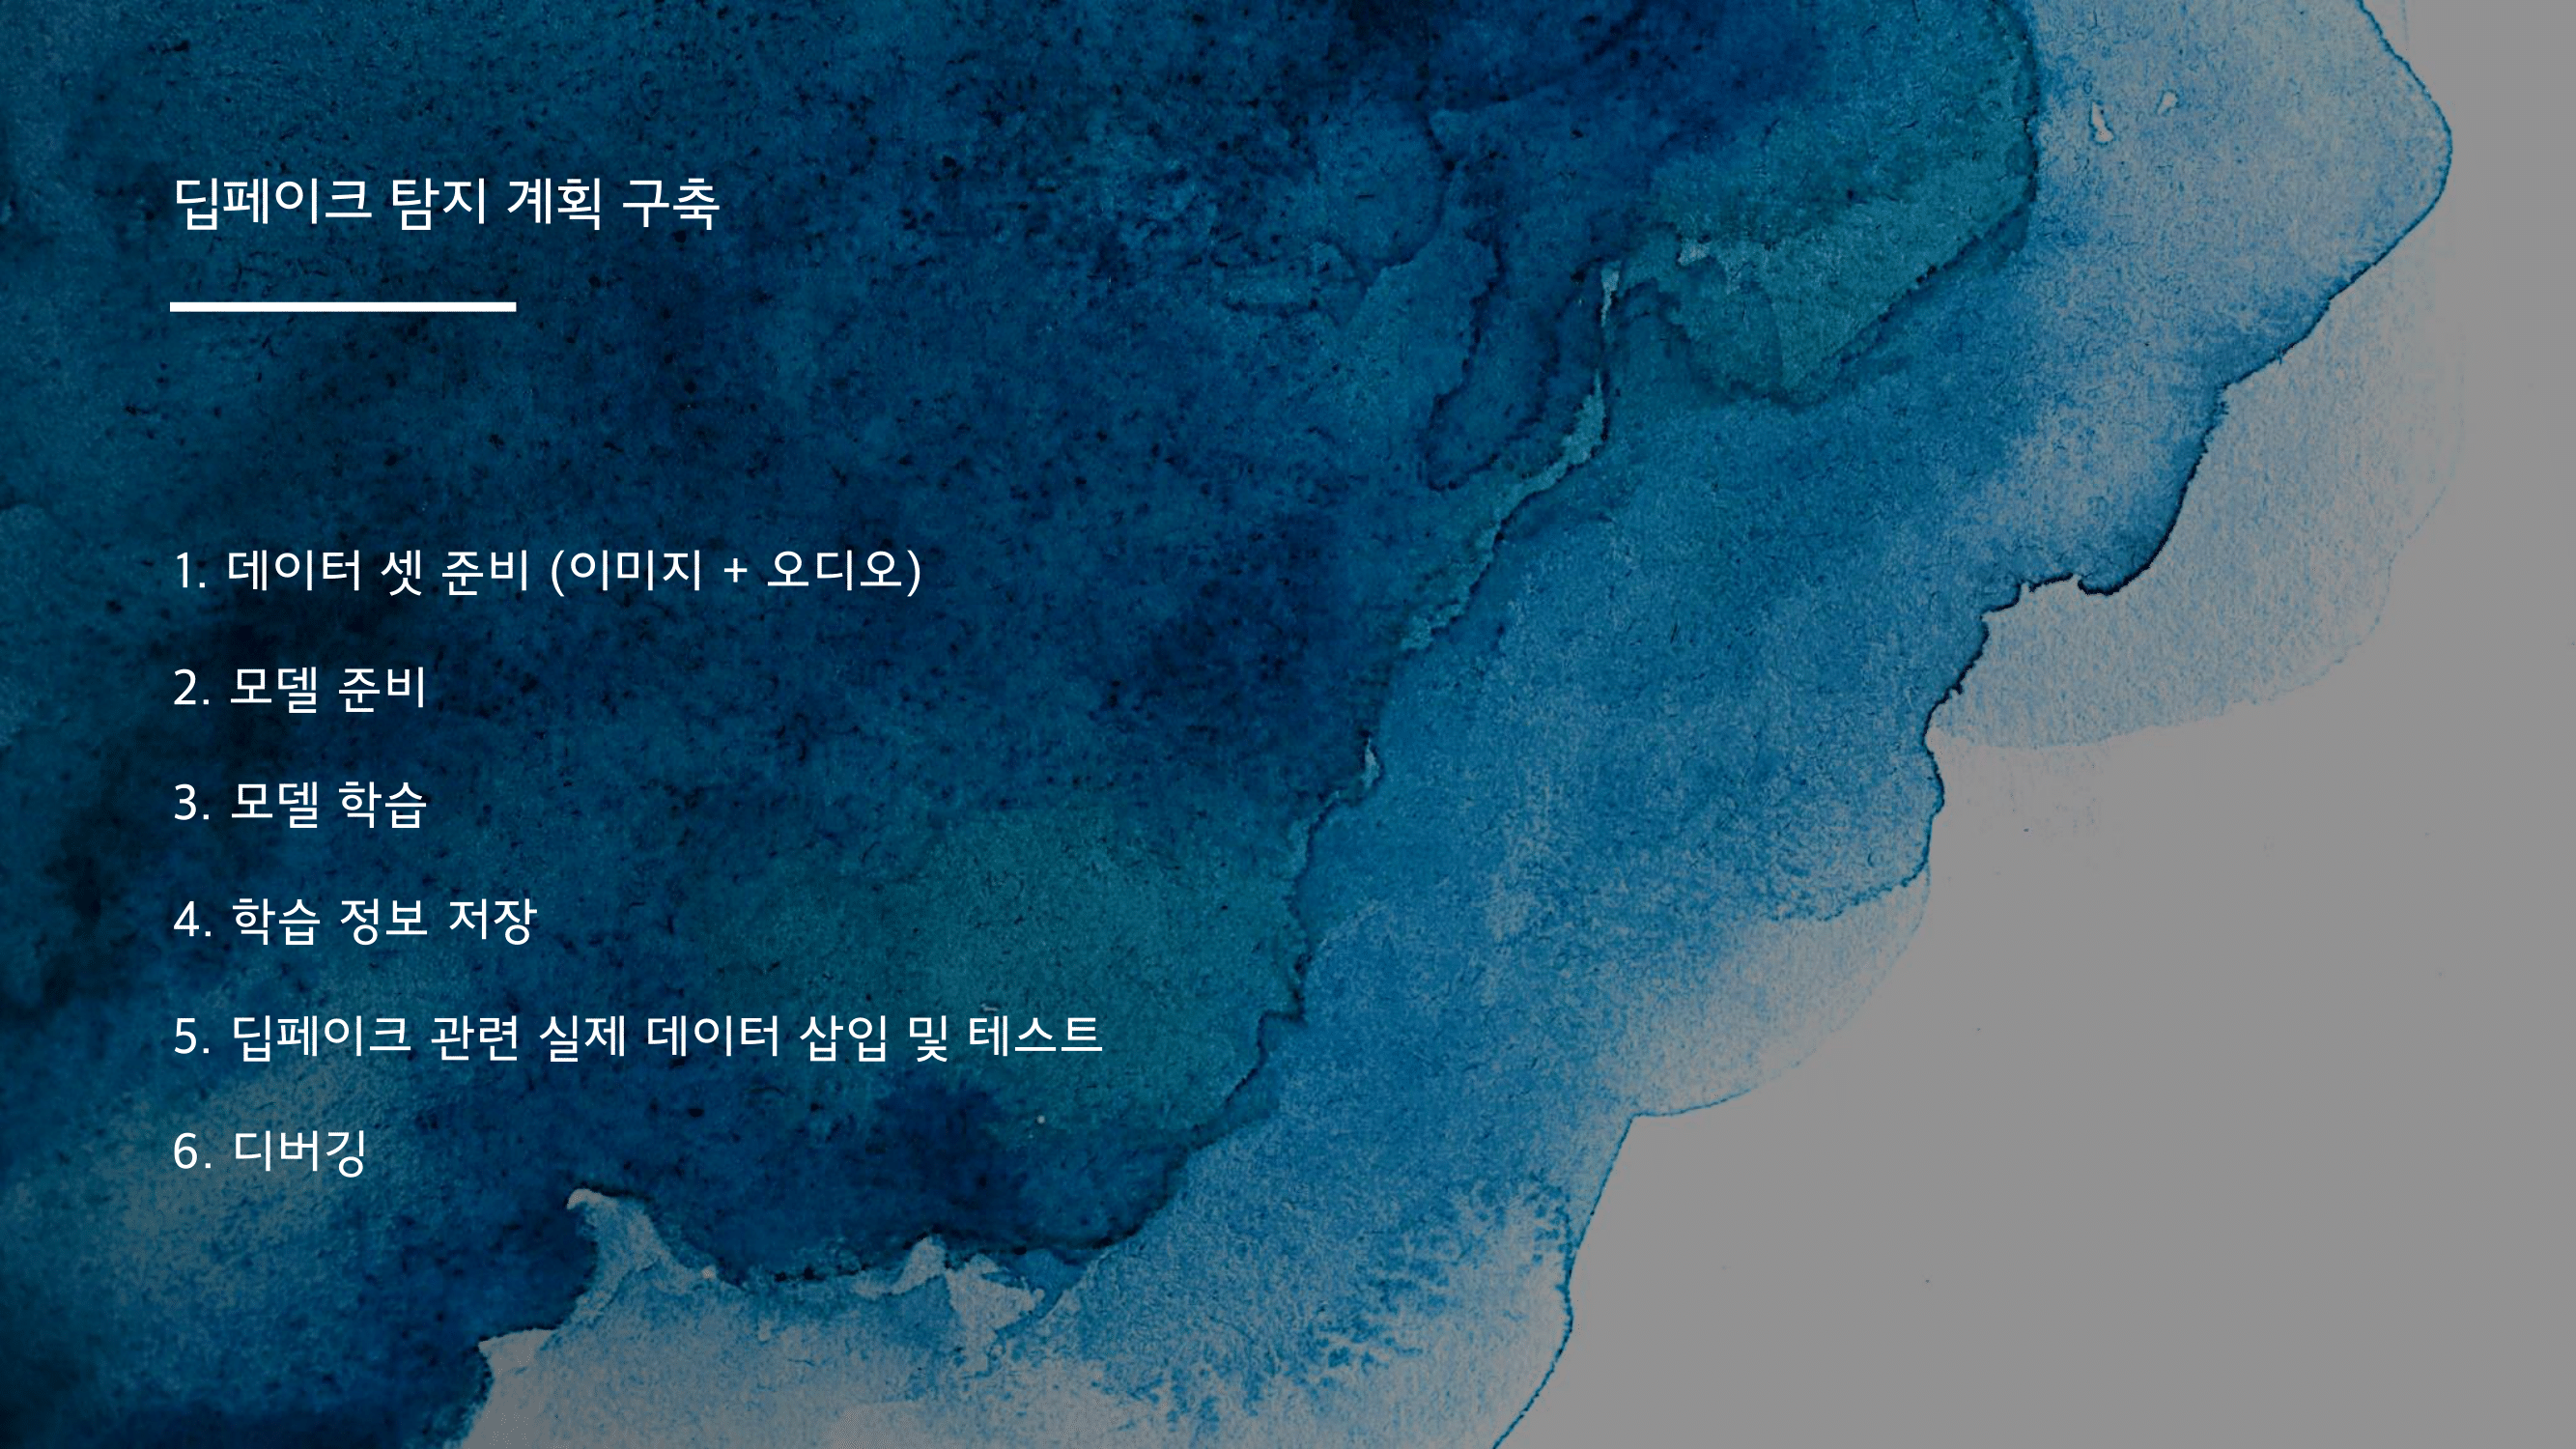 딥페이크 탐지 계획 구축
1. 데이터 셋 준비 (이미지 + 오디오)
2. 모델 준비
3. 모델 학습
4. 학습 정보 저장
5. 딥페이크 관련 실제 데이터 삽입 및 테스트
6. 디버깅